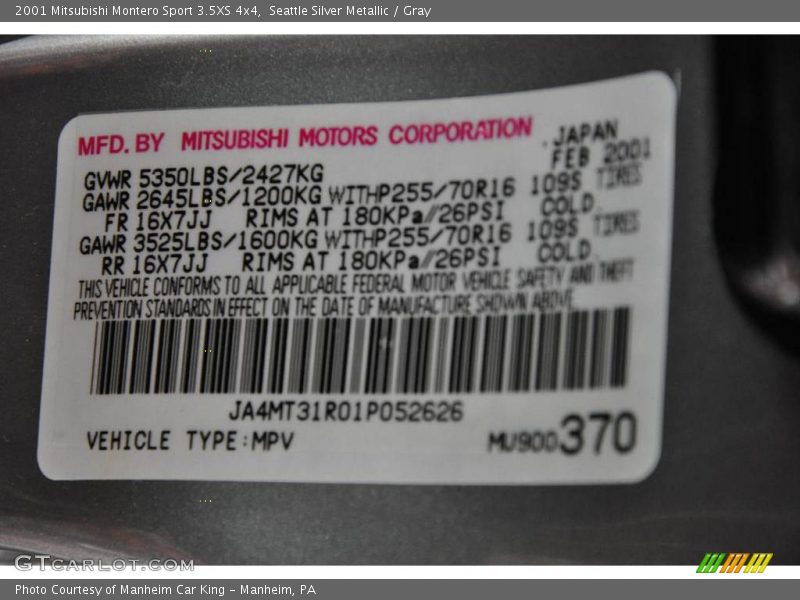 2001 Mitsubishi Montero Sport 3.5XS 4x4, Seattle Silver Metallic / Gray
MFD. BY MITSUBISHI MOTORS CORPORATION JAPAN
FEB 2001
GVWR 5350LBS/2427KG
GAWR 2645LBS/1200KG WITHP255/70R16 109S TIRES
FR 16X7JJ RIMS AT 180KPa/26PSI COLD.
GAWR 3525LBS/1600KG WITHP255/70R16 109S TIRES
RR 16X7JJ RIMS AT 180KPa/26PSI COLD.
THIS VEHICLE CONFORMS TO ALL APPLICABLE FEDERAL MOTOR VEHICLE SAFETY AND THEFT
PREVENTION STANDARDS IN EFFECT ON THE DATE OF MANUFACTURE SHOWN ABOVE.
JA4MT31R01P052626
VEHICLE TYPE:MPV MU900370
GTCarLot.com
Photo Courtesy of Manheim Car King - Manheim, PA